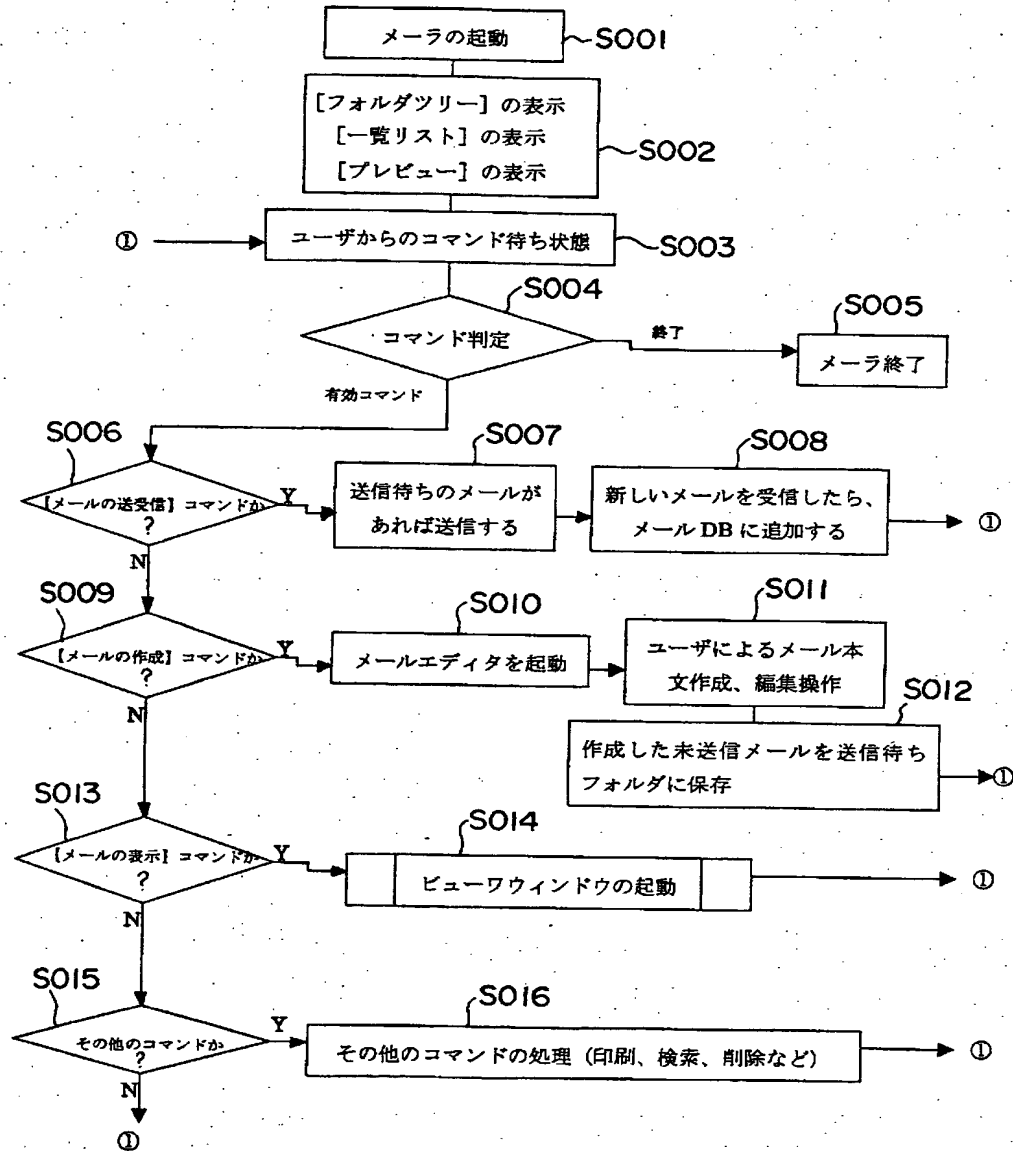 メーラの起動
S001
[フォルダツリー] の表示
[一覧リスト] の表示
[プレビュー] の表示
S002
①
ユーザからのコマンド待ち状態
S003
S004
コマンド判定
終了
S005
メーラ終了
有効コマンド
S006
【メールの送受信】コマンドか
?
Y
N
S007
送信待ちのメールが
あれば送信する
S008
新しいメールを受信したら、
メール DB に追加する
①
S009
【メールの作成】コマンドか
?
Y
N
S010
メールエディタを起動
S011
ユーザによるメール本
文作成、編集操作
S012
作成した未送信メールを送信待ち
フォルダに保存
①
S013
【メールの表示】コマンドか
?
Y
N
S014
ビューワウィンドウの起動
①
S015
その他のコマンドか
?
Y
N
S016
その他のコマンドの処理（印刷、検索、削除など）
①
①